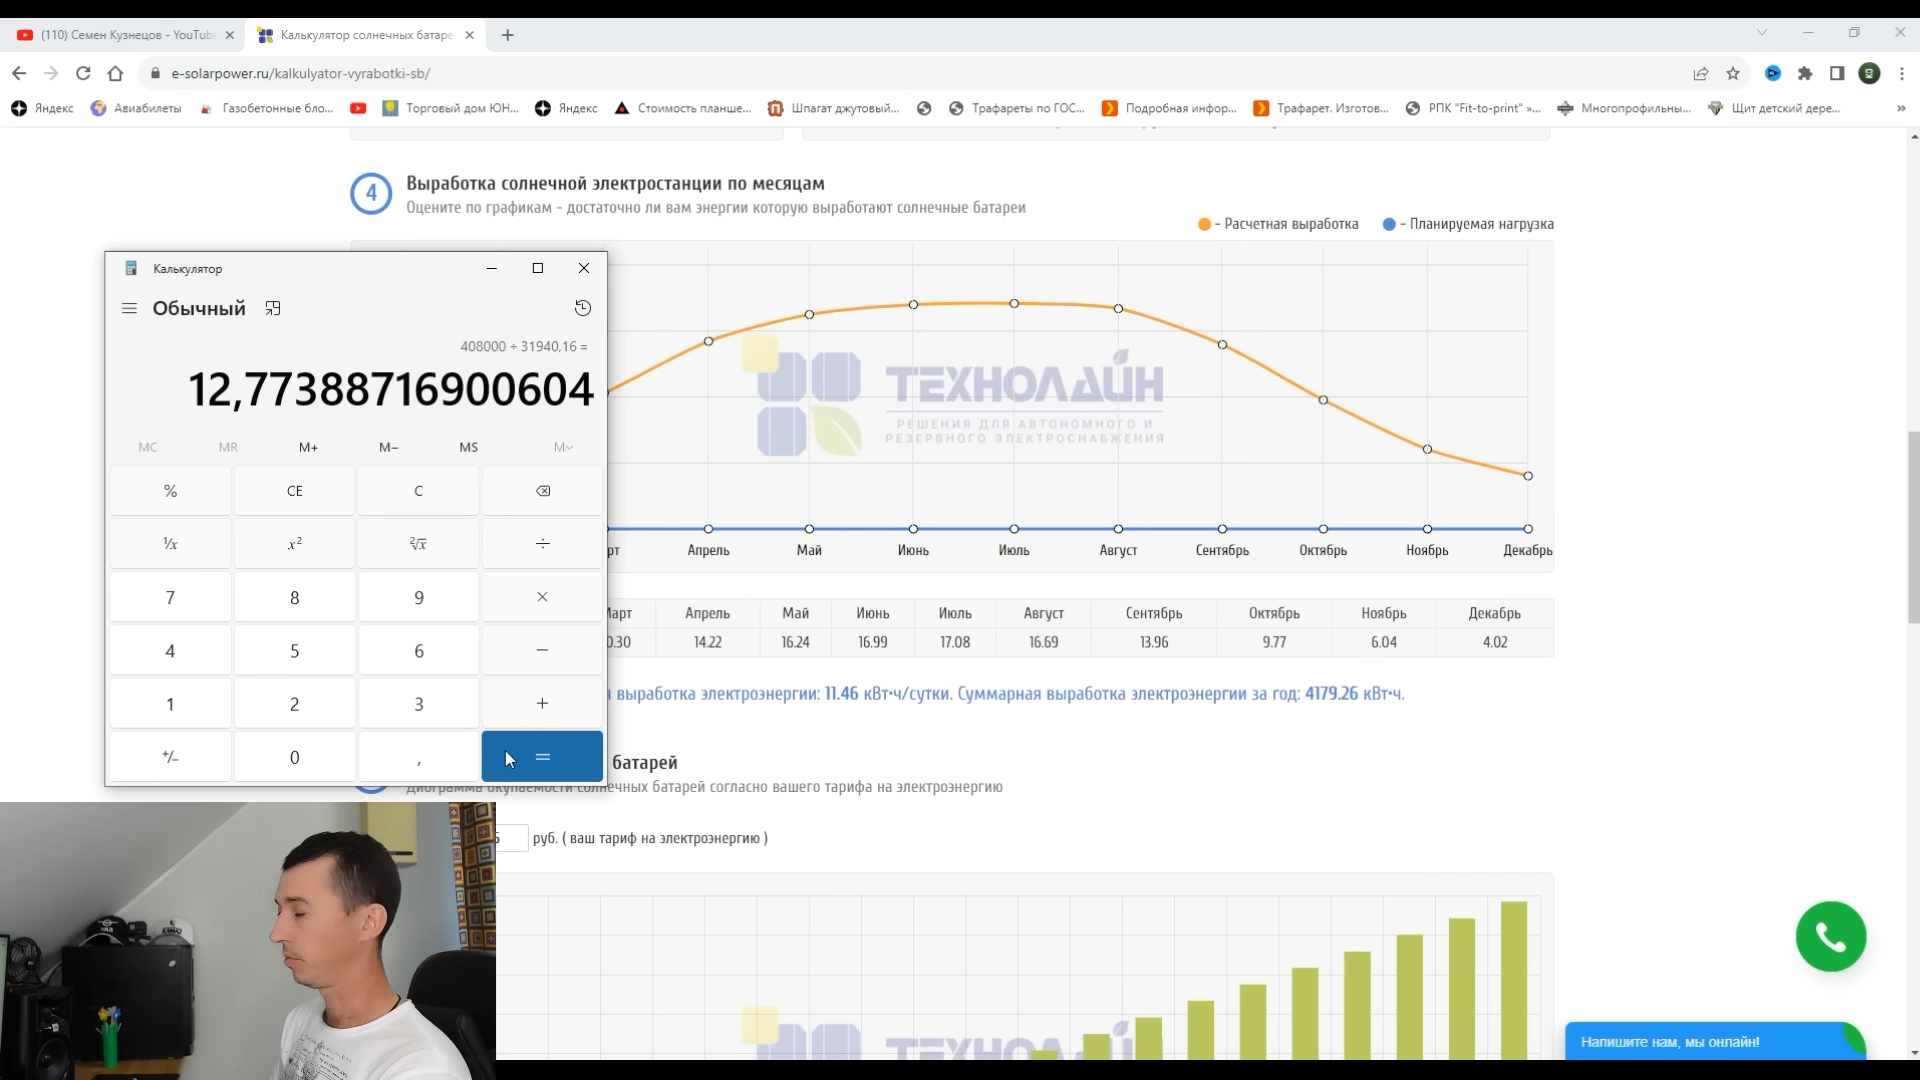 (110) Семен Кузнецов - YouTube
Калькулятор солнечных батаре
e-solarpower.ru/kalkulyator-vyrabotki-sb/
Яндекс
Авиабилеты
Газобетонные бло...
Торговый дом ЮН...
Яндекс
Стоимость планше...
Шпагат джутовый...
Трафареты по ГОС...
Подробная инфор...
Трафарет. Изготов...
РПК "Fit-to-print" »...
Многопрофильны...
Щит детский дере...
»
4
Выработка солнечной электростанции по месяцам
Оцените по графикам - достаточно ли вам энергии которую выработают солнечные батареи
- Расчетная выработка
- Планируемая нагрузка
Калькулятор
Обычный
408000 ÷ 31940,16 =
12,77388716900604
MC MR M+ M− MS M
% CE C
¹/x x² ²√x ÷
7 8 9 ×
4 5 6 −
1 2 3 +
+/− 0 , =
ТЕХНОЛАЙН
РЕШЕНИЯ ДЛЯ АВТОНОМНОГО И
РЕЗЕРВНОГО ЭЛЕКТРОСНАБЖЕНИЯ
рт Апрель Май Июнь Июль Август Сентябрь Октябрь Ноябрь Декабрь
Март Апрель Май Июнь Июль Август Сентябрь Октябрь Ноябрь Декабрь
0.30 14.22 16.24 16.99 17.08 16.69 13.96 9.77 6.04 4.02
я выработка электроэнергии: 11.46 кВт•ч/сутки. Суммарная выработка электроэнергии за год: 4179.26 кВт•ч.
батарей
Диаграмма окупаемости солнечных батарей согласно вашего тарифа на электроэнергию
руб. ( ваш тариф на электроэнергию )
ТЕХНОЛАЙН
Напишите нам, мы онлайн!